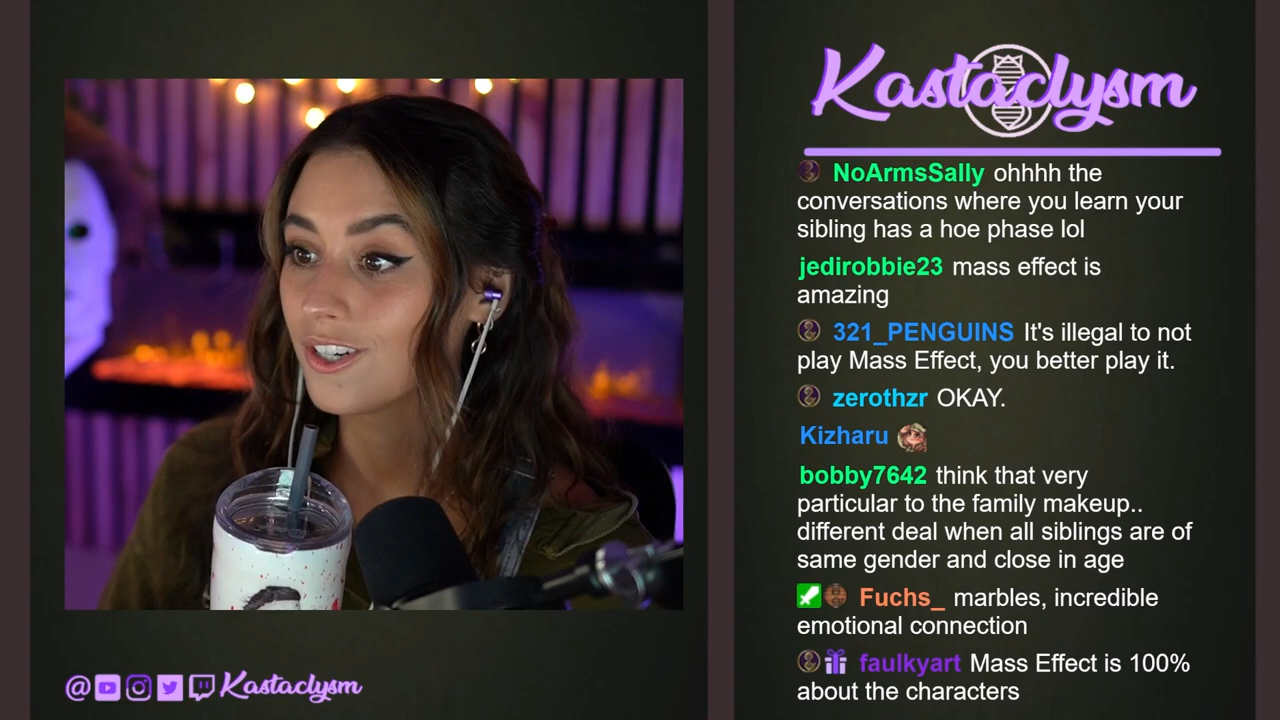 Kastaclysm
NoArmsSally ohhhh the
conversations where you learn your
sibling has a hoe phase lol
jedirobbie23 mass effect is
amazing
321_PENGUINS It's illegal to not
play Mass Effect, you better play it.
zerothzr OKAY.
Kizharu
bobby7642 think that very
particular to the family makeup..
different deal when all siblings are of
same gender and close in age
Fuchs_ marbles, incredible
emotional connection
faulkyart Mass Effect is 100%
about the characters
@ Kastaclysm